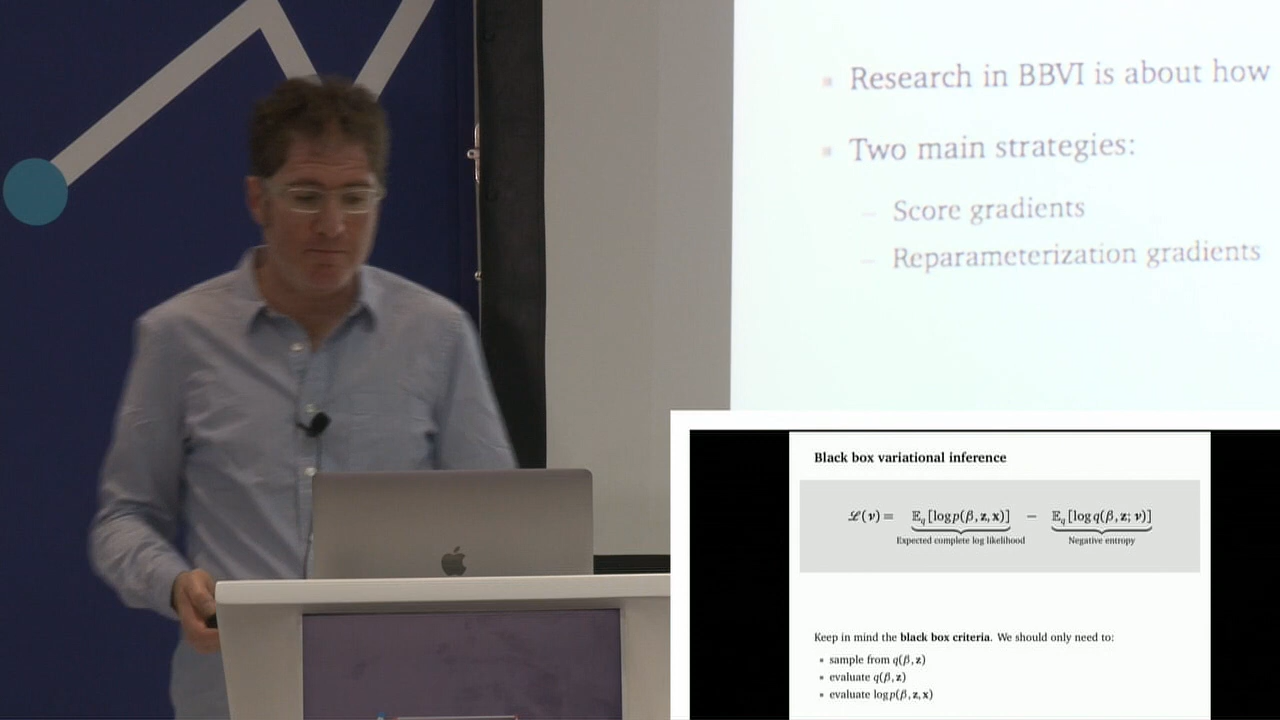 Research in BBVI is about how
Two main strategies:
Score gradients
Reparameterization gradients
Black box variational inference
ℒ(ν) = 𝔼q[log p(β, z, x)] − 𝔼q[log q(β, z; ν)]
Expected complete log likelihood Negative entropy
Keep in mind the black box criteria. We should only need to:
sample from q(β, z)
evaluate q(β, z)
evaluate log p(β, z, x)